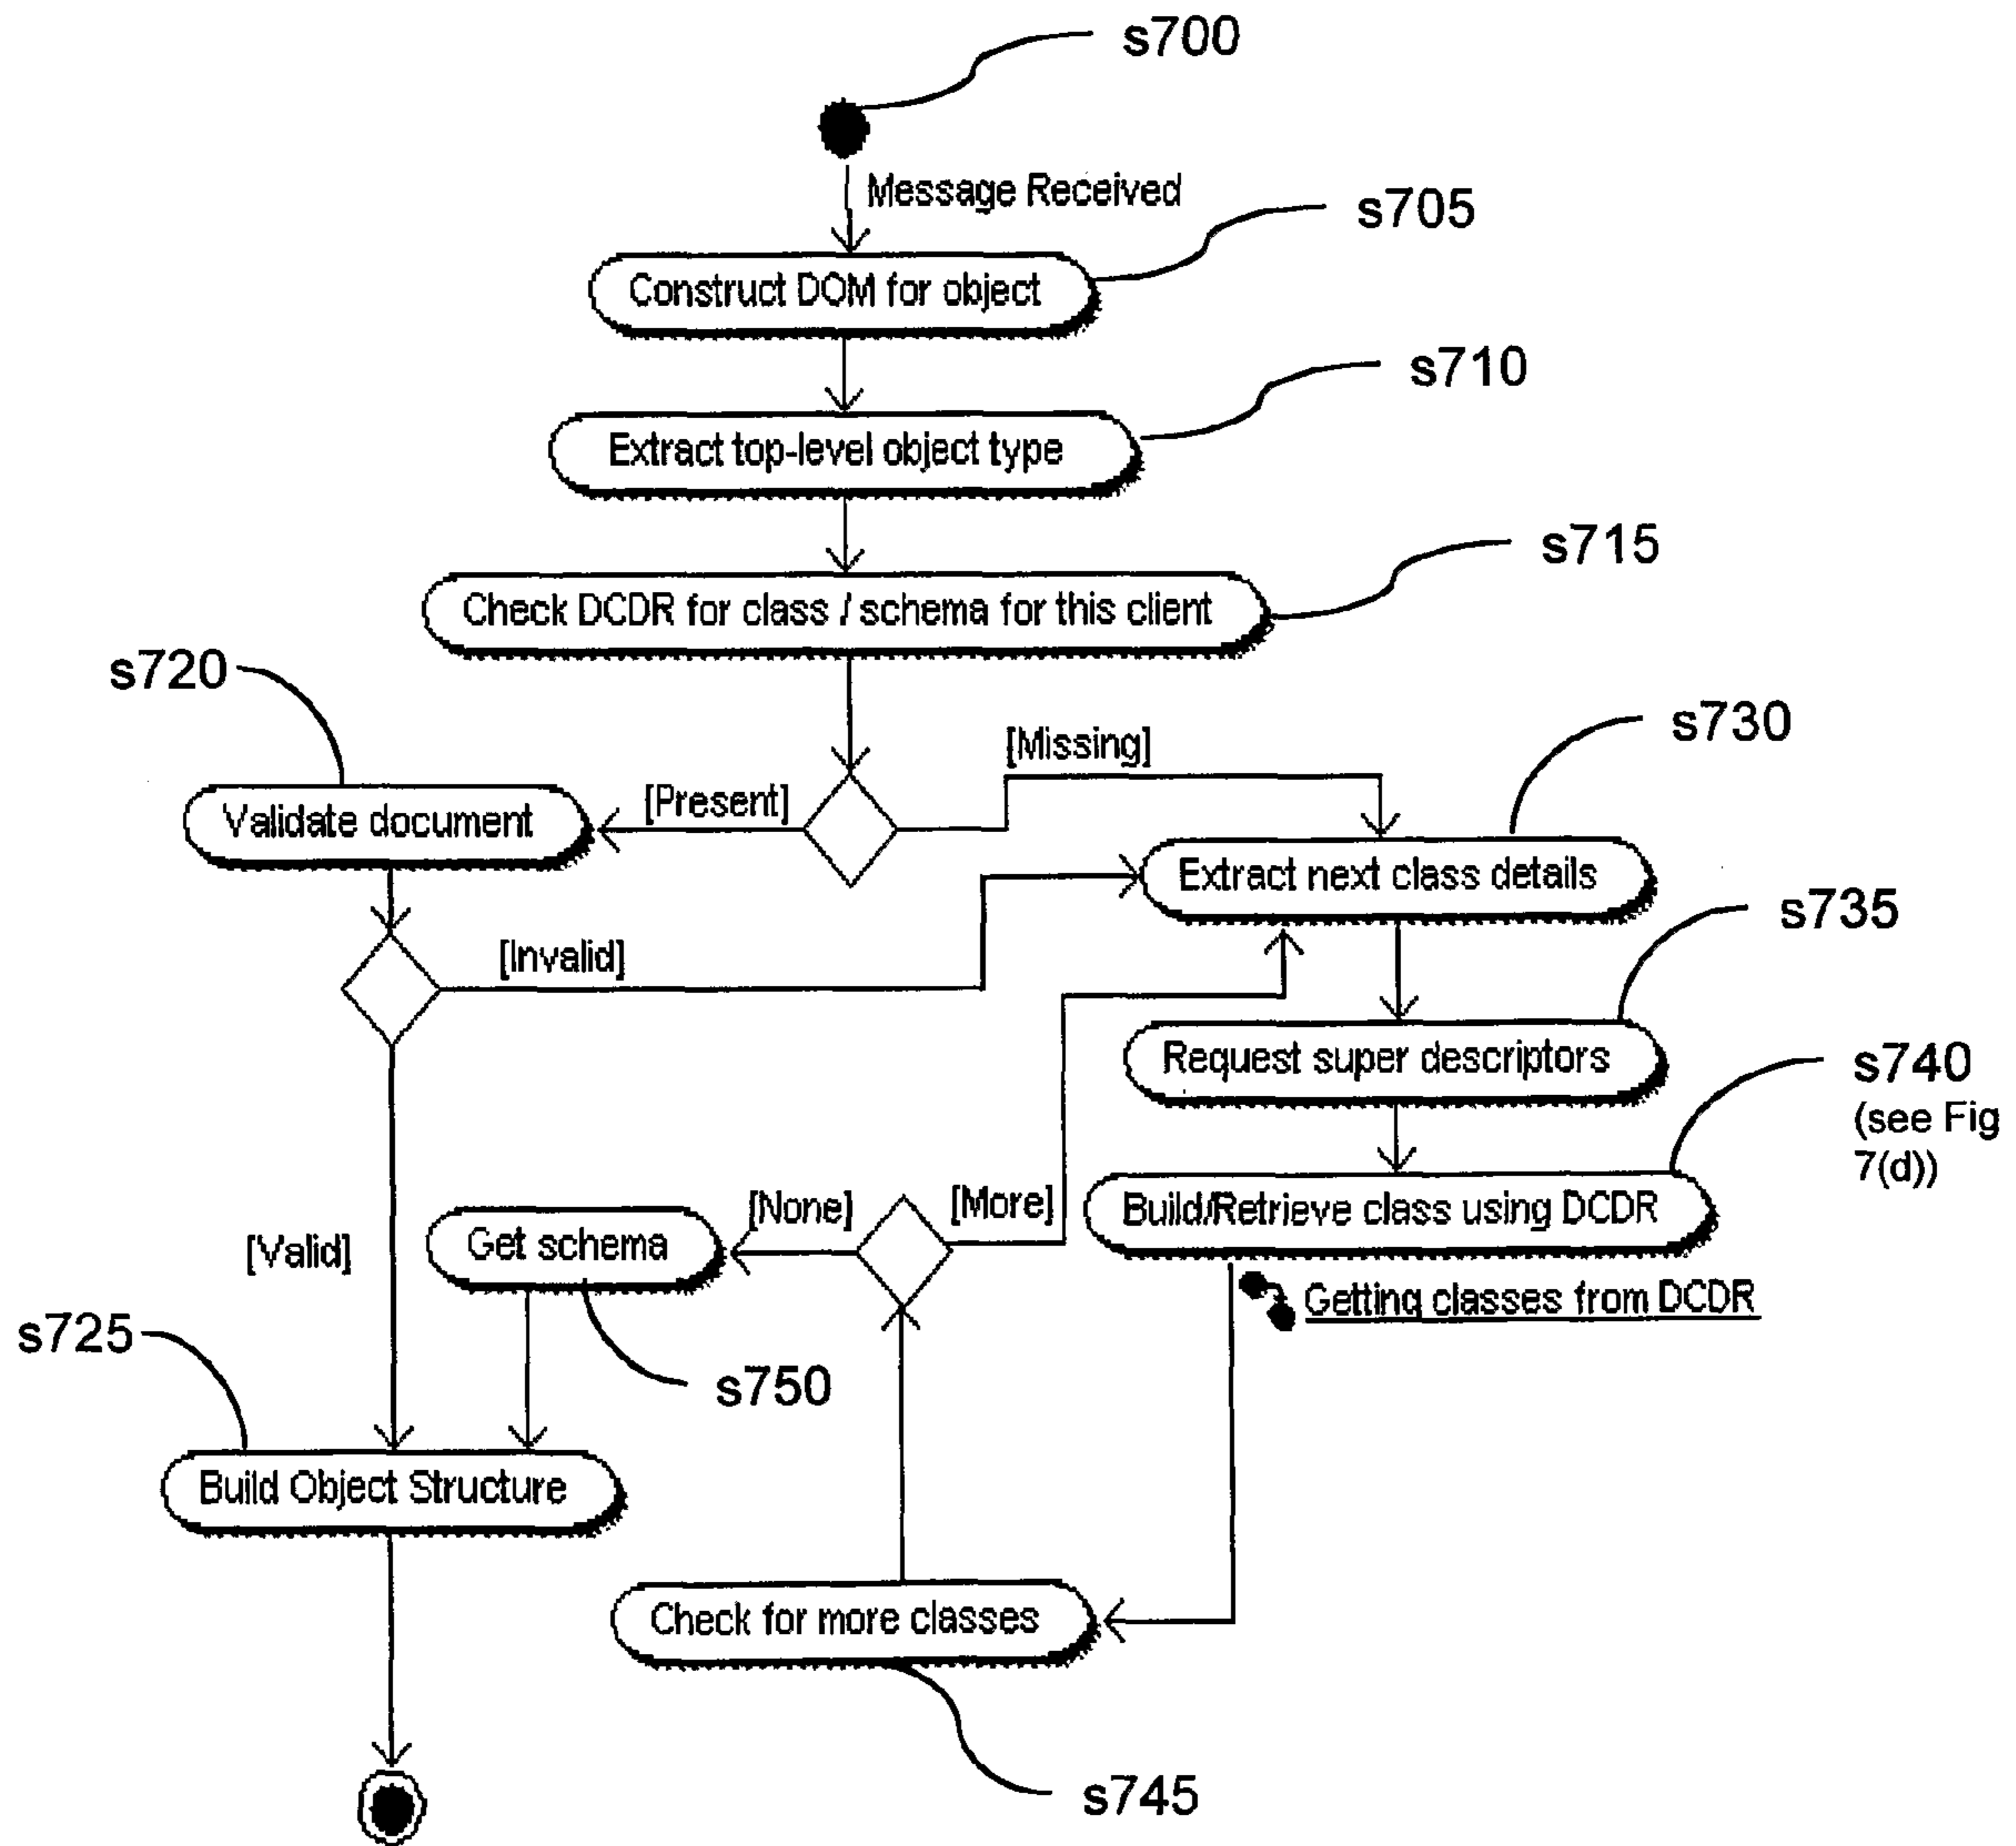 s700
Message Received
s705
Construct DOM for object
s710
Extract top-level object type
s715
Check DCDR for class / schema for this client
s720
[Missing]
s730
[Present]
Validate document
Extract next class details
s735
[Invalid]
Request super descriptors
s740
(see Fig
7(d))
[None]
[More]
Build/Retrieve class using DCDR
[Valid]
Get schema
Getting classes from DCDR
s725
s750
Build Object Structure
Check for more classes
s745